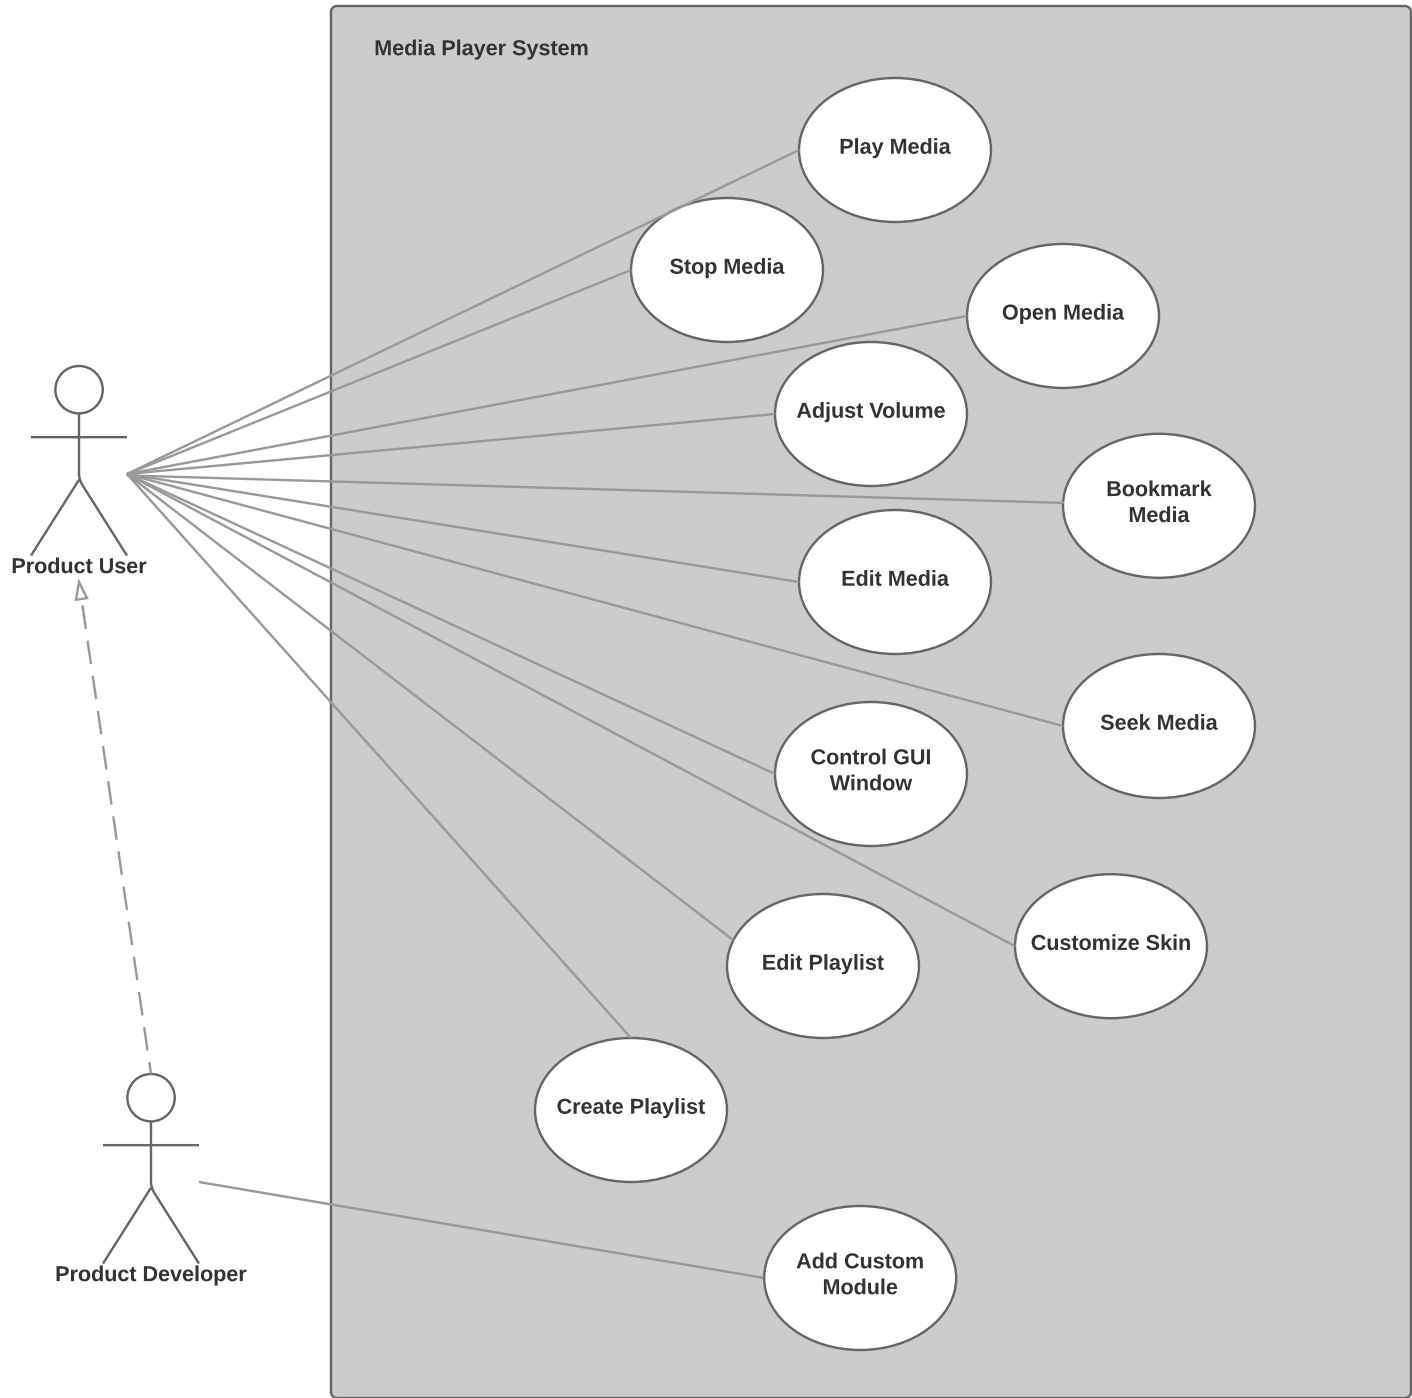 Media Player System
Play Media
Stop Media
Open Media
Adjust Volume
Bookmark
Media
Product User
Edit Media
Seek Media
Control GUI
Window
Customize Skin
Edit Playlist
Create Playlist
Product Developer
Add Custom
Module